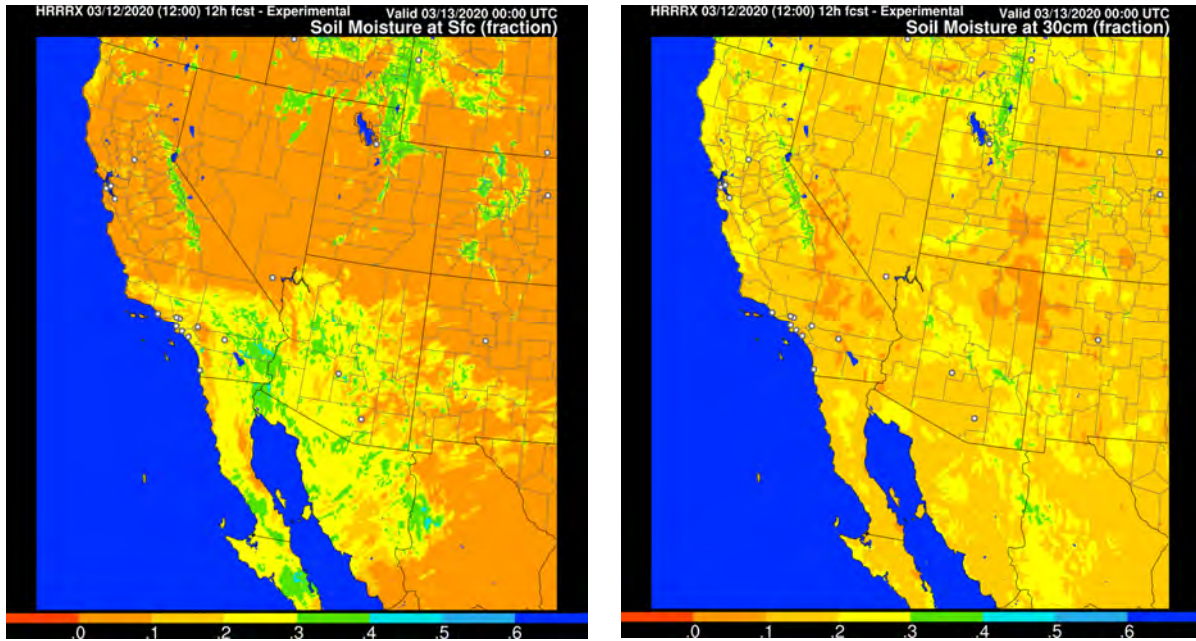 HRRRX 03/12/2020 (12:00) 12h fcst - Experimental Valid 03/13/2020 00:00 UTC
Soil Moisture at Sfc (fraction)
.0 .1 .2 .3 .4 .5 .6
HRRRX 03/12/2020 (12:00) 12h fcst - Experimental Valid 03/13/2020 00:00 UTC
Soil Moisture at 30cm (fraction)
.0 .1 .2 .3 .4 .5 .6